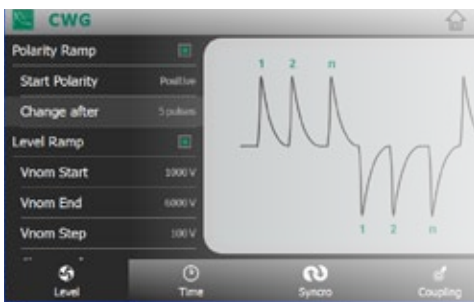 CWG
Polarity Ramp
Start Polarity Positive
Change after 5 pulses
Level Ramp
Vnom Start 1000 V
Vnom End 6000 V
Vnom Step 100 V
1 2 n
1 2 n
Level Time Syncro Coupling